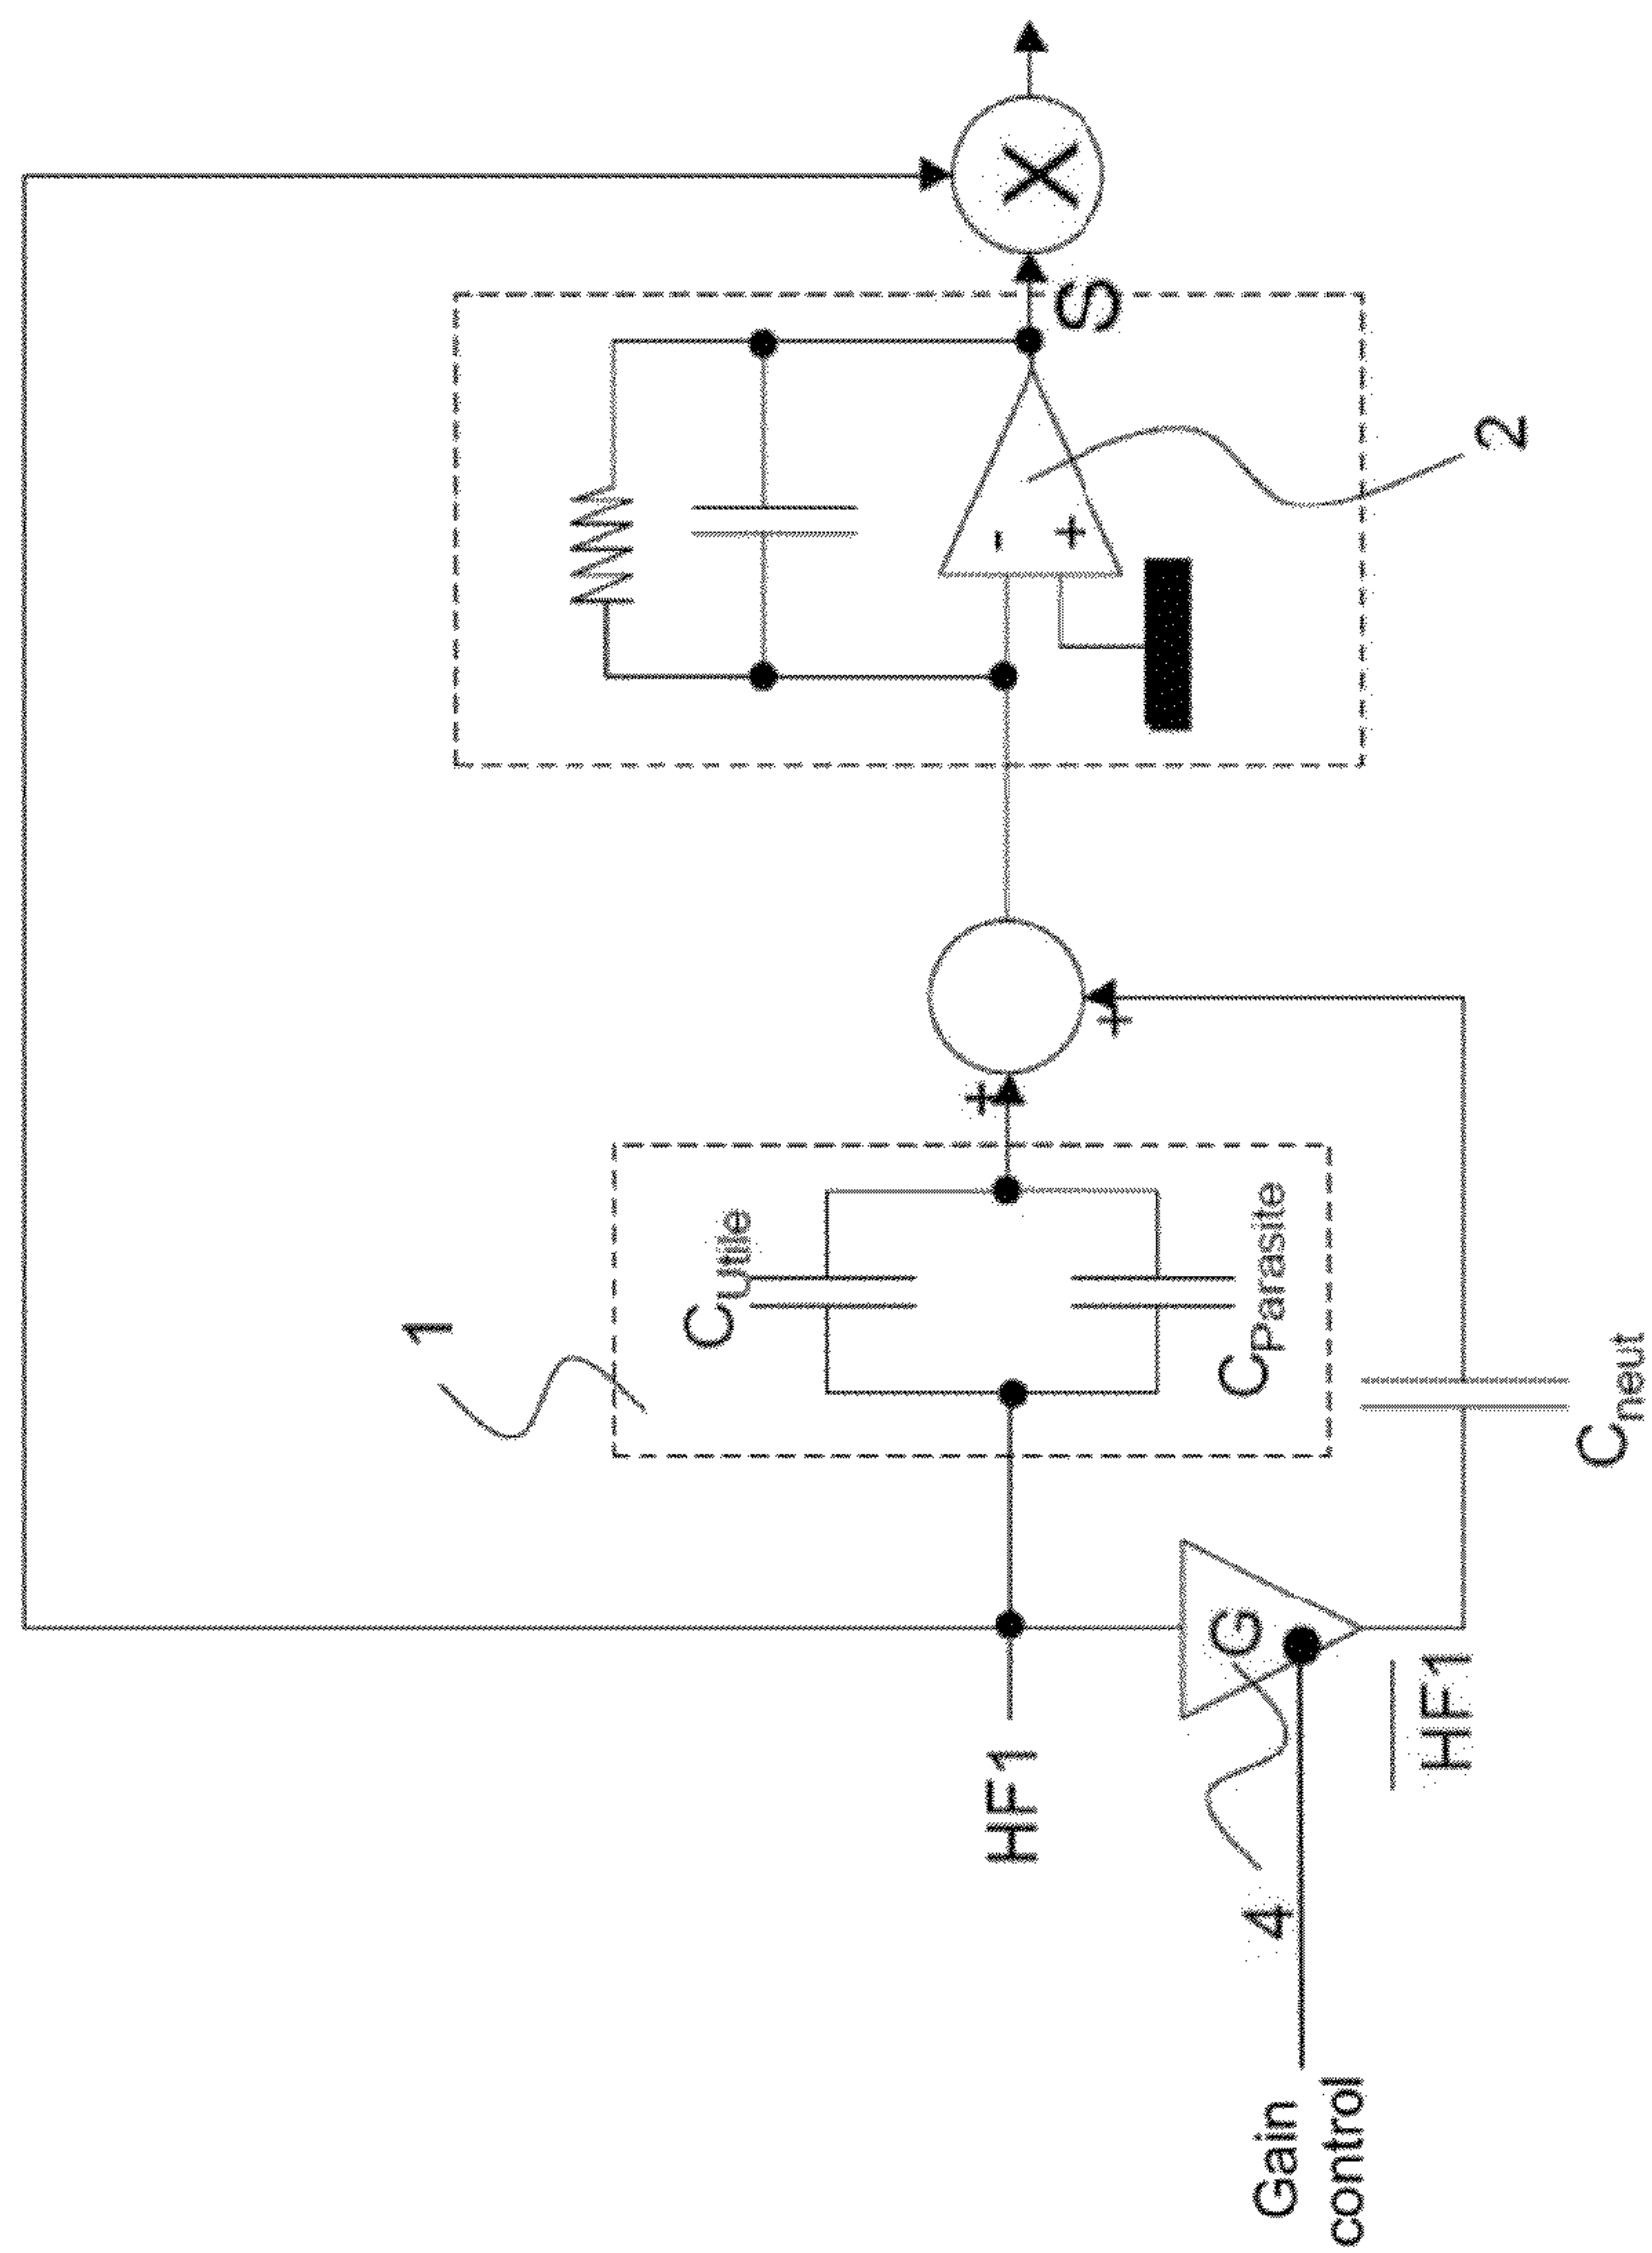 1
C_Utile
C_Parasite
HF1
4
G
Gain
control
HF1
C_neut
+
+
-
+
2
S
X